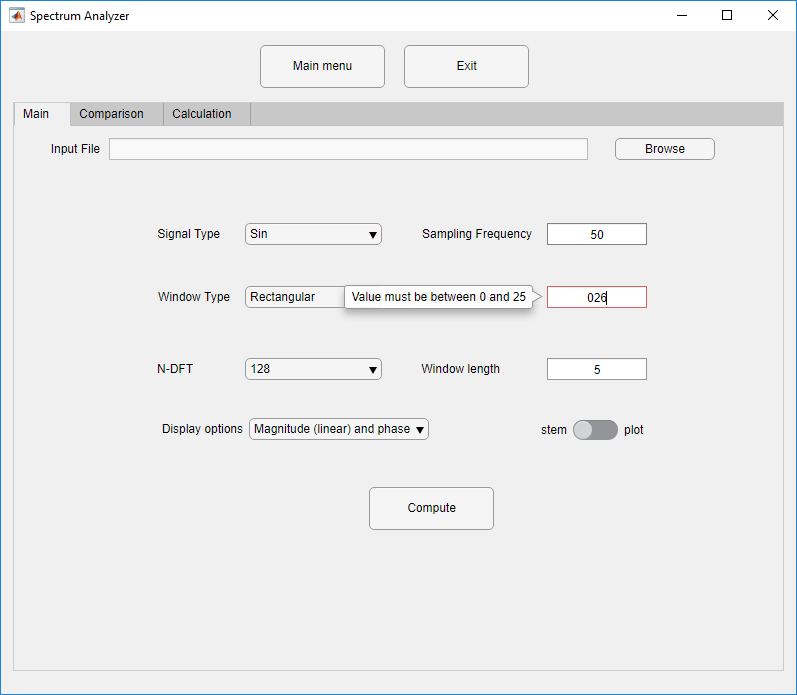 Spectrum Analyzer
Main menu Exit
Main Comparison Calculation
Input File Browse
Signal Type Sin Sampling Frequency 50
Window Type Rectangular Value must be between 0 and 25 026
N-DFT 128 Window length 5
Display options Magnitude (linear) and phase stem plot
Compute